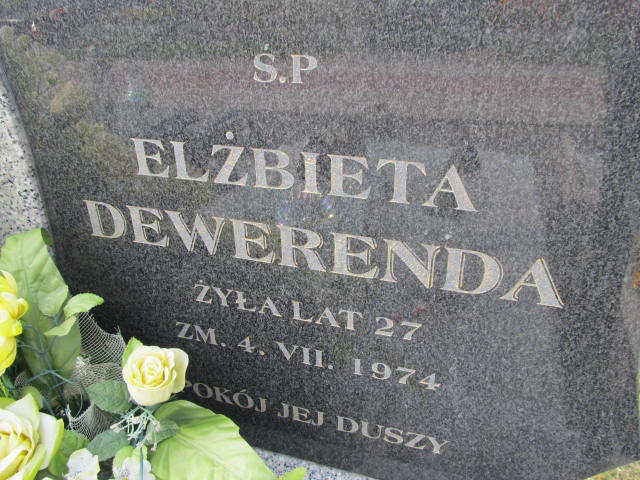 Ś.P
ELŻBIETA
DEWERENDA
ŻYŁA LAT 27
ZM. 4. VII. 1974
POKÓJ JEJ DUSZY